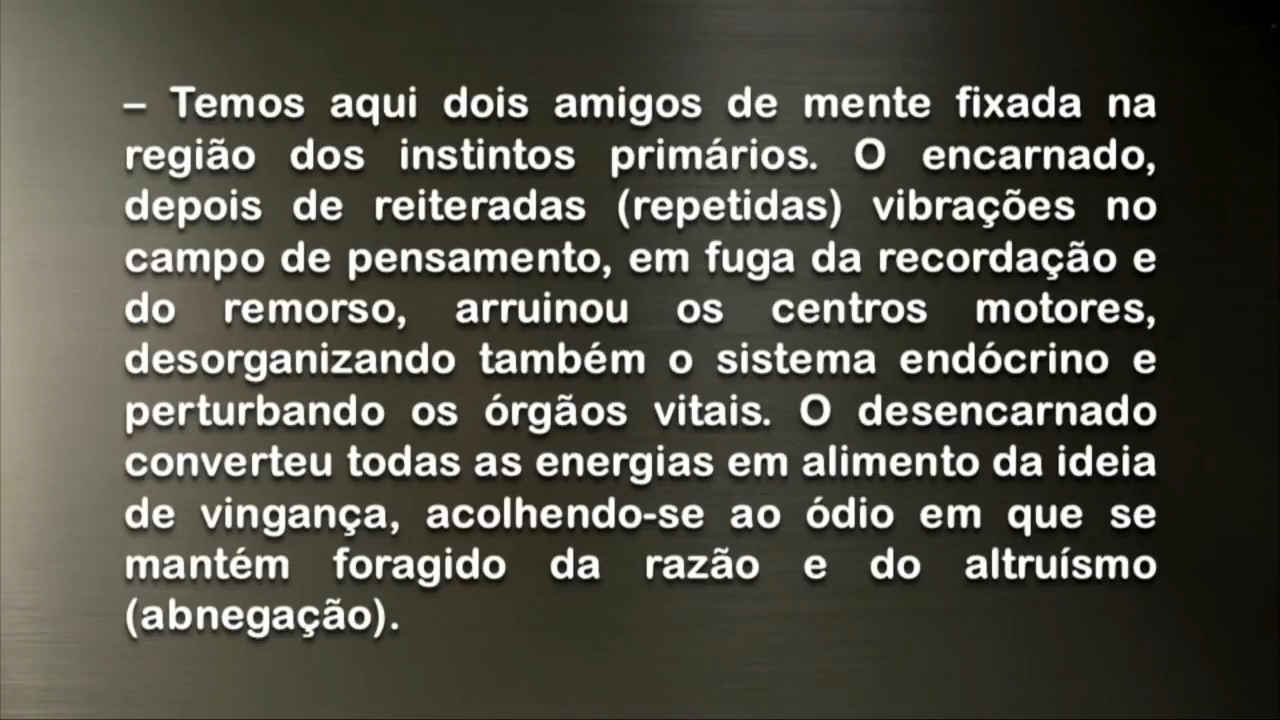 – Temos aqui dois amigos de mente fixada na
região dos instintos primários. O encarnado,
depois de reiteradas (repetidas) vibrações no
campo de pensamento, em fuga da recordação e
do remorso, arruinou os centros motores,
desorganizando também o sistema endócrino e
perturbando os órgãos vitais. O desencarnado
converteu todas as energias em alimento da ideia
de vingança, acolhendo-se ao ódio em que se
mantém foragido da razão e do altruísmo
(abnegação).